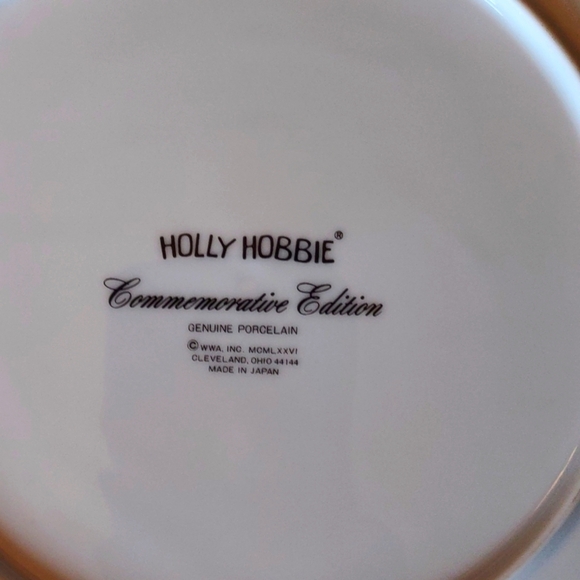 HOLLY HOBBIE®
Commemorative Edition
GENUINE PORCELAIN
© WWA, INC. MCMLXXVI
CLEVELAND, OHIO 44144
MADE IN JAPAN